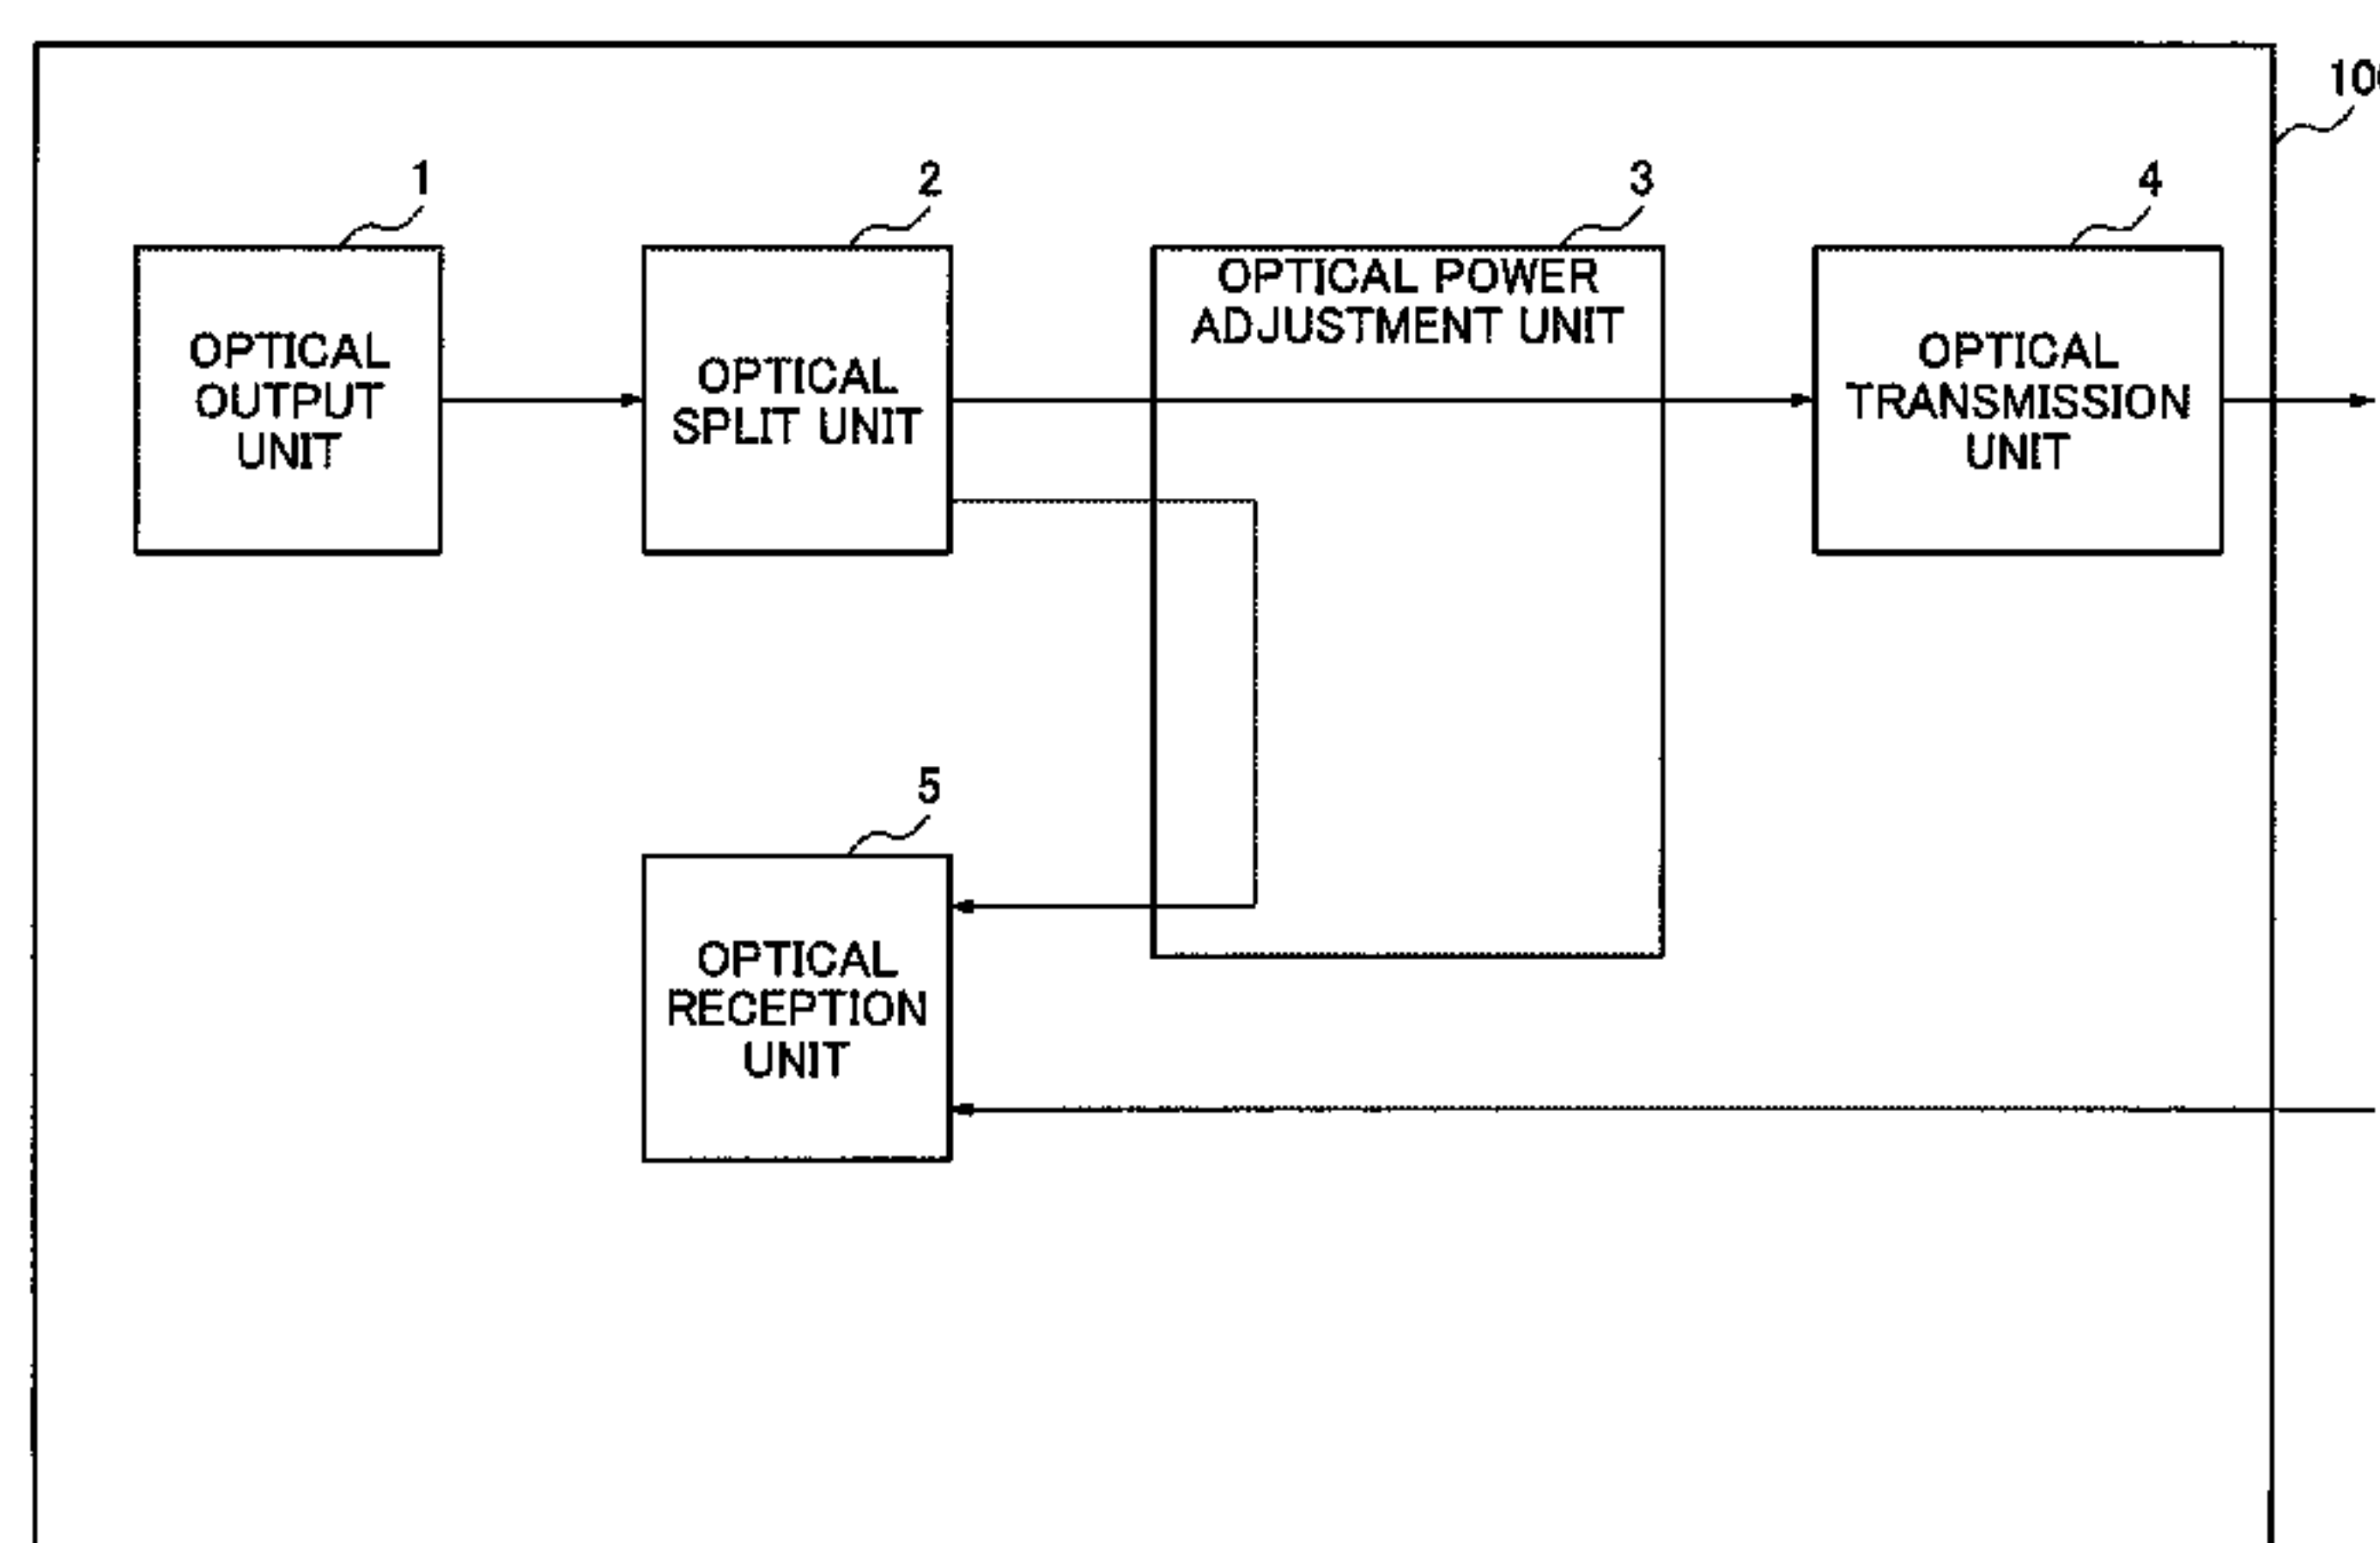 1
2
3
4
OPTICAL
OUTPUT
UNIT
OPTICAL
SPLIT UNIT
OPTICAL POWER
ADJUSTMENT UNIT
OPTICAL
TRANSMISSION
UNIT
5
OPTICAL
RECEPTION
UNIT